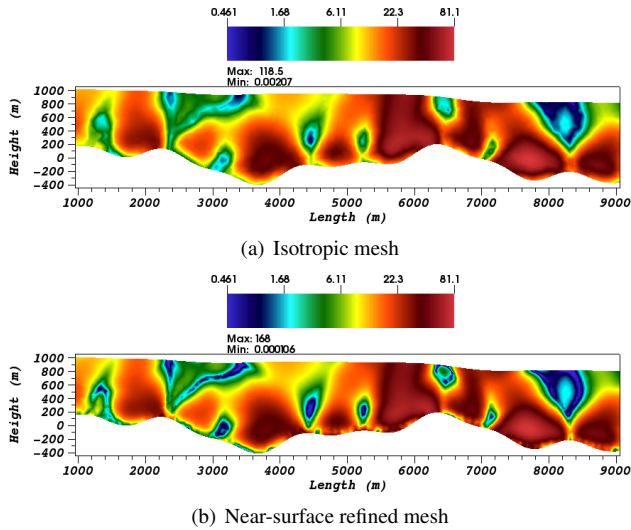 0.461 1.68 6.11 22.3 81.1
Max: 118.5
Min: 0.00207
1000
800
600
400
200
0
−200
−400
Height (m)
1000 2000 3000 4000 5000 6000 7000 8000 9000
Length (m)
(a) Isotropic mesh
0.461 1.68 6.11 22.3 81.1
Max: 168
Min: 0.000106
1000
800
600
400
200
0
−200
−400
Height (m)
1000 2000 3000 4000 5000 6000 7000 8000 9000
Length (m)
(b) Near-surface refined mesh